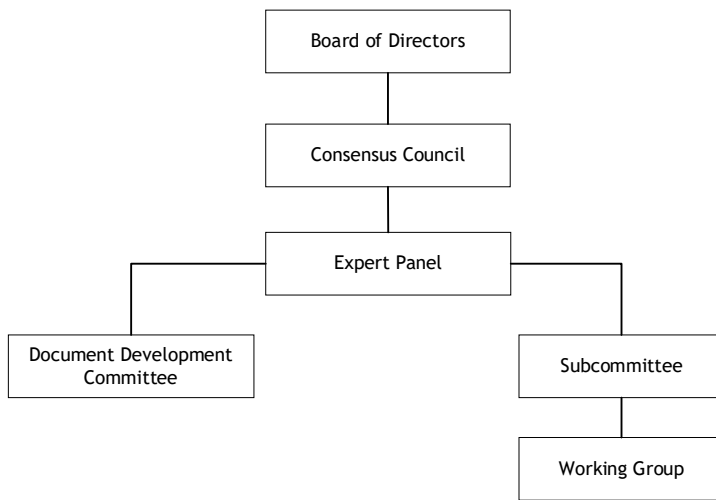 Board of Directors
Consensus Council
Expert Panel
Document Development
Committee
Subcommittee
Working Group